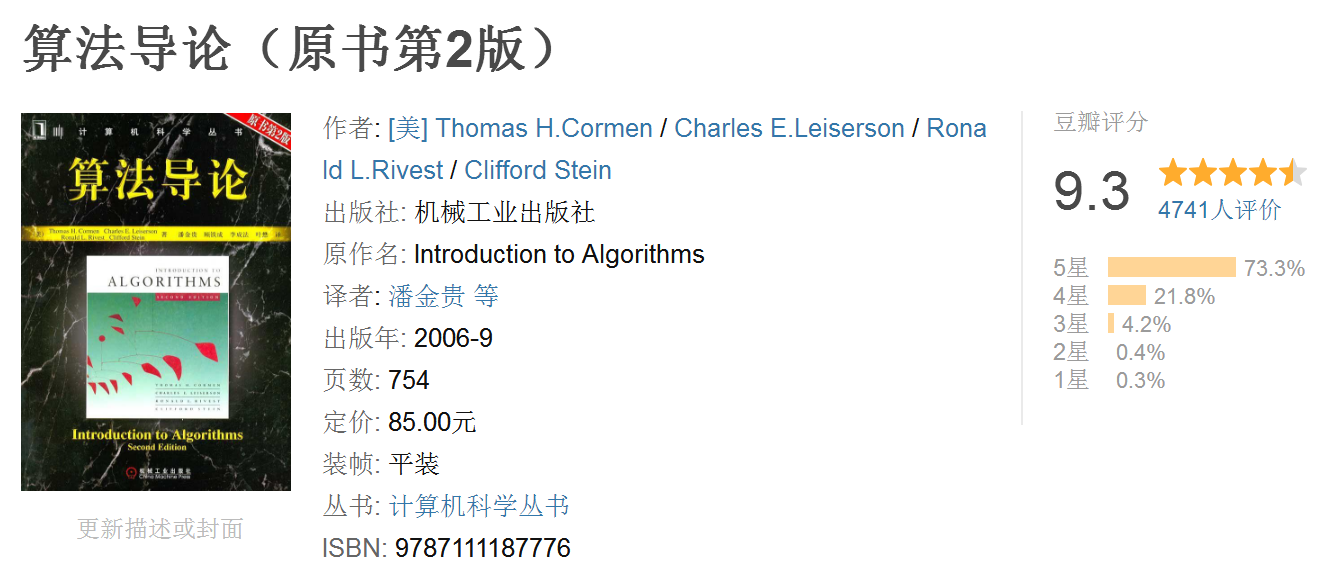 算法导论（原书第2版）
计算机科学丛书
原书第2版
算法导论
Thomas H. Cormen Charles E. Leiserson
Ronald L. Rivest Clifford Stein
著 潘金贵 顾铁成 李成法 叶懋 译
INTRODUCTION TO
ALGORITHMS
SECOND EDITION
THOMAS H. CORMEN
CHARLES E. LEISERSON
RONALD L. RIVEST
CLIFFORD STEIN
Introduction to Algorithms
Second Edition
机械工业出版社
China Machine Press
更新描述或封面
作者: [美] Thomas H.Cormen / Charles E.Leiserson / Rona
ld L.Rivest / Clifford Stein
出版社: 机械工业出版社
原作名: Introduction to Algorithms
译者: 潘金贵 等
出版年: 2006-9
页数: 754
定价: 85.00元
装帧: 平装
丛书: 计算机科学丛书
ISBN: 9787111187776
豆瓣评分
9.3
4741人评价
5星 73.3%
4星 21.8%
3星 4.2%
2星 0.4%
1星 0.3%